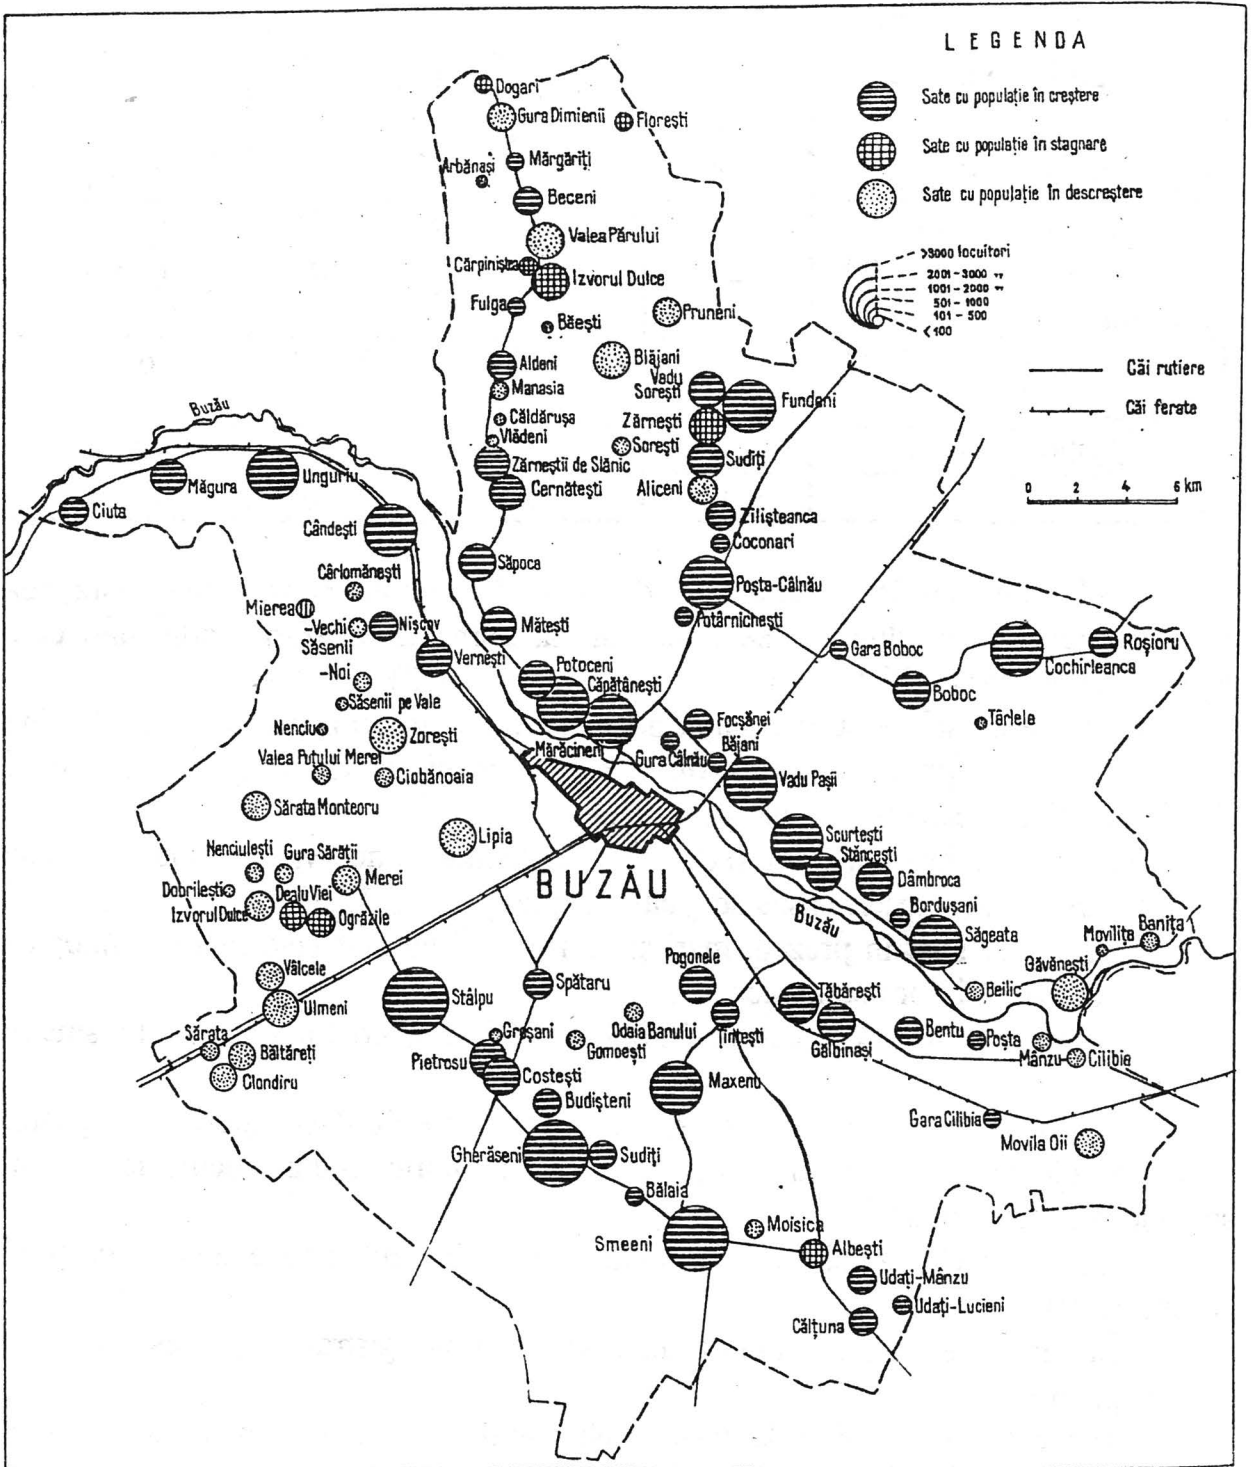 LEGENDA
Sate cu populație în creștere
Sate cu populație în stagnare
Sate cu populație în descreștere
>3000 locuitori
2001-3000 "
1001-2000 "
501-1000
101-500
<100
Căi rutiere
Căi ferate
0 2 4 6 km
Dogari
Gura Dimienii
Florești
Mărgăriți
Arbănași
Beceni
Valea Părului
Cărpiniștea
Izvorul Dulce
Fulga
Băești
Pruneni
Aldeni
Blăjani
Manasia
Vadu
Sorești
Fundeni
Căldărușa
Zărnești
Vlădeni
Sorești
Zărneștii de Slănic
Sudiți
Cernătești
Aliceni
Zilișteanca
Coconari
Buzău
Măgura
Unguriu
Ciuta
Cândești
Săpoca
Poșta-Câlnău
Cârlomănești
Mierea
-Vechi
Nișcov
Săsenii
-Noi
Mătești
Potârnichești
Vernești
Potoceni
Gara Boboc
Roșioru
Cochirleanca
Boboc
Căpățânești
Târlele
Săsenii pe Vale
Nenciu
Zorești
Focșănei
Mărăcineni
Gura Câlnău
Băjani
Valea Puțului Merei
Ciobănoaia
Vadu Pașii
Sărata Monteoru
Lipia
Scurtești
Stăncești
Nenciulești
Gura Sărății
Merei
BUZĂU
Dâmbroca
Dobrilești
Dealu Viei
Izvorul Dulce
Ogrăzile
Bordușani
Buzău
Săgeata
Movilița
Banița
Găvănești
Vâlcele
Pogonele
Ulmeni
Stâlpu
Spătaru
Tăbărești
Beilic
Odaia Banului
Țintești
Gălbinași
Bentu
Poșta
Mânzu
Cilibia
Sărata
Băltăreți
Clondiru
Greșani
Gomoești
Pietrosu
Costești
Maxenu
Budișteni
Gara Cilibia
Movila Oii
Gherăseni
Sudiți
Bălaia
Smeeni
Moisica
Albești
Udați-Mânzu
Udați-Lucieni
Călțuna